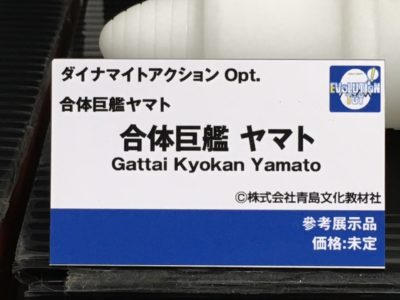 ダイナマイトアクション Opt.
EVOLUTION
TOY
合体巨艦ヤマト
合体巨艦 ヤマト
Gattai Kyokan Yamato
©株式会社青島文化教材社
参考展示品
価格:未定